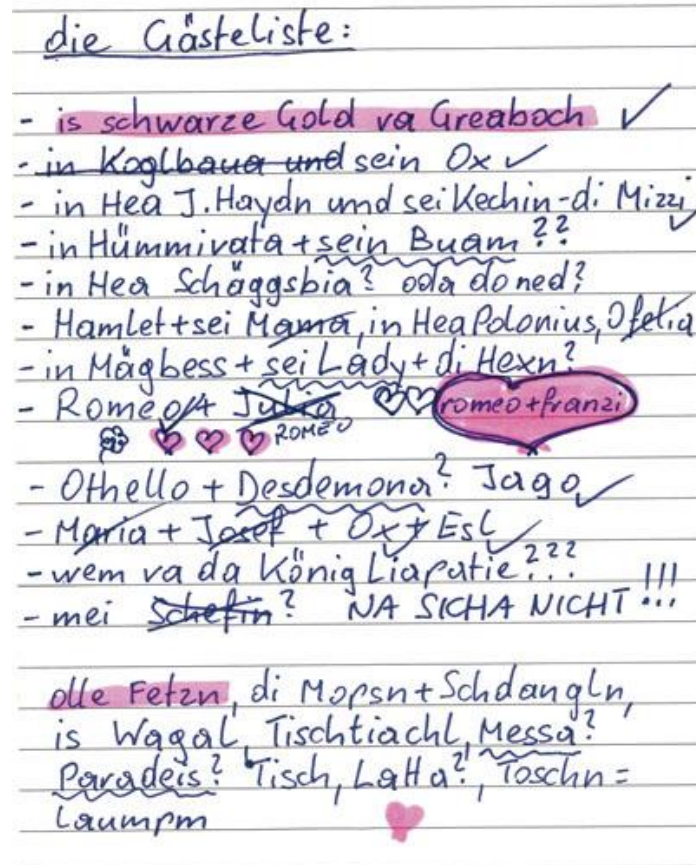 die Gästeliste:
- is schwarze Gold va Greaboch ✓
- in Koglbaua und sein Ox ✓
- in Hea J. Haydn und sei Kechin - di Mizzi ✓
- in Hümmivata + sein Buam??
- in Hea Schäggsbia? oda do ned?
- Hamlet + sei Mama, in Hea Polonius, Ofelia
- in Mägbess + sei Lady + di Hexn?
- Romeo + Julia romeo + franzi
ROMEO
- Othello + Desdemona? Jago ✓
- Maria + Josef + Ox + Esl ✓
- wem va da König Liapatie???
- mei Schefin? NA SICHA NICHT!!!
olle Fetzn, di Mopsn + Schdangln,
is Wagal, Tischtiachl, Messa?
Paradeis? Tisch, Latta?, Toschn=
laumpm